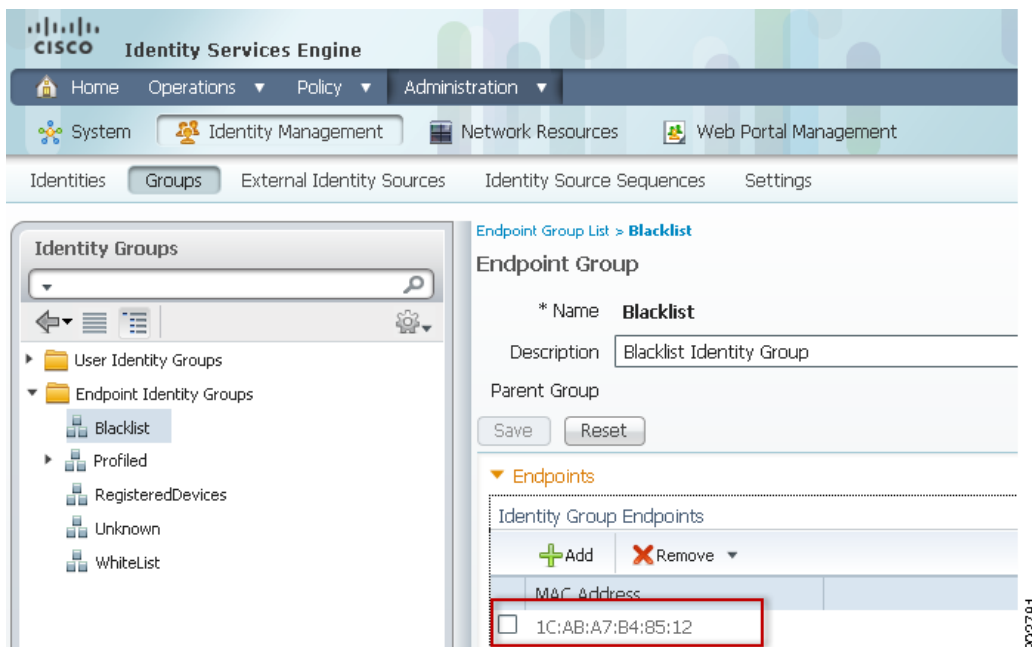 CISCO Identity Services Engine
Home Operations Policy Administration
System Identity Management Network Resources Web Portal Management
Identities Groups External Identity Sources Identity Source Sequences Settings
Identity Groups
User Identity Groups
Endpoint Identity Groups
Blacklist
Profiled
RegisteredDevices
Unknown
WhiteList
Endpoint Group List > Blacklist
Endpoint Group
* Name Blacklist
Description Blacklist Identity Group
Parent Group
Save Reset
Endpoints
Identity Group Endpoints
Add Remove
MAC Address
1C:AB:A7:B4:85:12